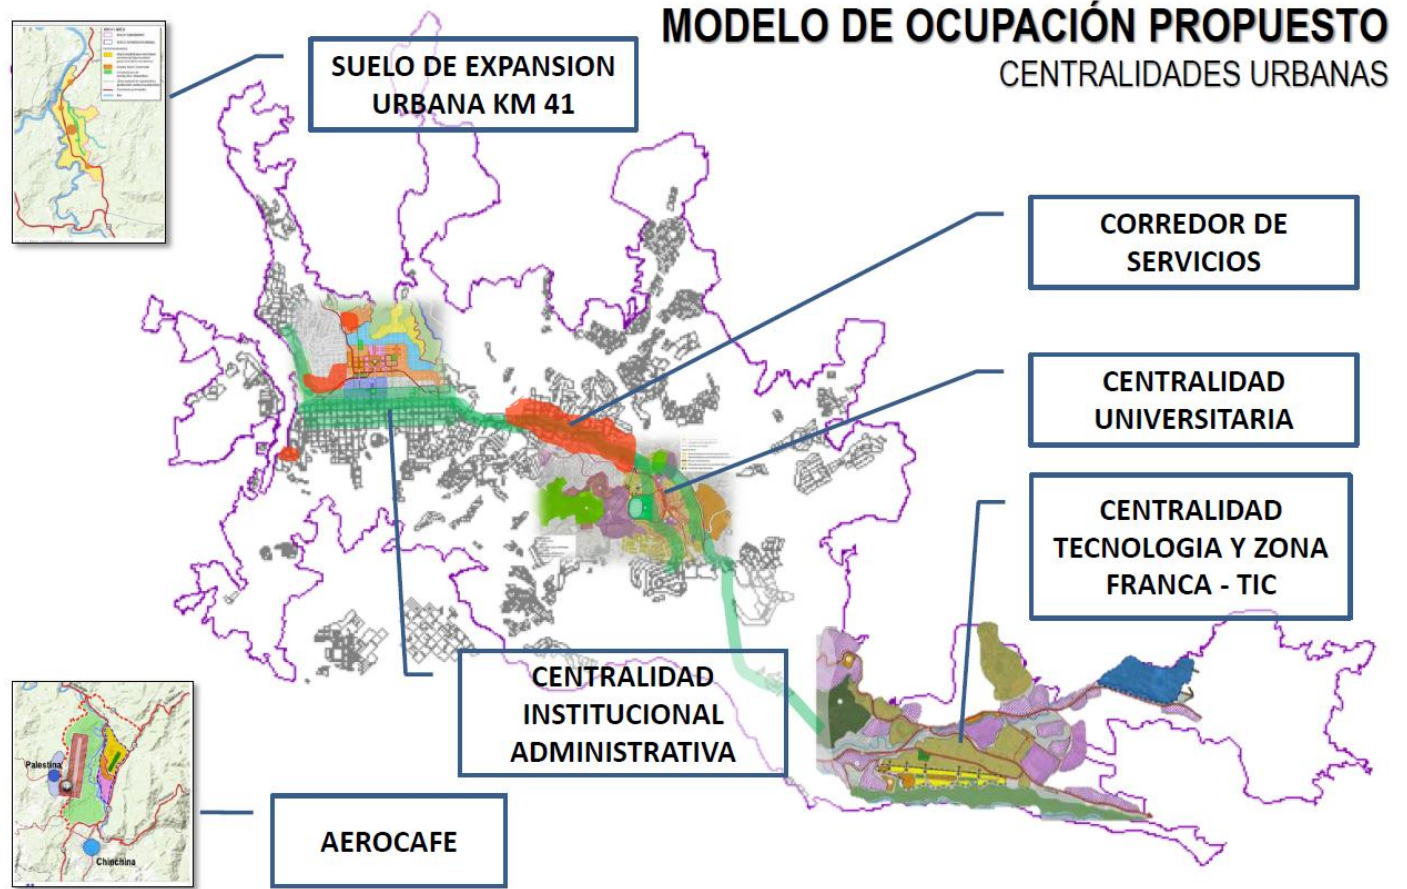 MODELO DE OCUPACIÓN PROPUESTO
CENTRALIDADES URBANAS
SUELO DE EXPANSION
URBANA KM 41
CORREDOR DE
SERVICIOS
CENTRALIDAD
UNIVERSITARIA
CENTRALIDAD
TECNOLOGIA Y ZONA
FRANCA - TIC
CENTRALIDAD
INSTITUCIONAL
ADMINISTRATIVA
AEROCAFE
Palestina
Chinchina